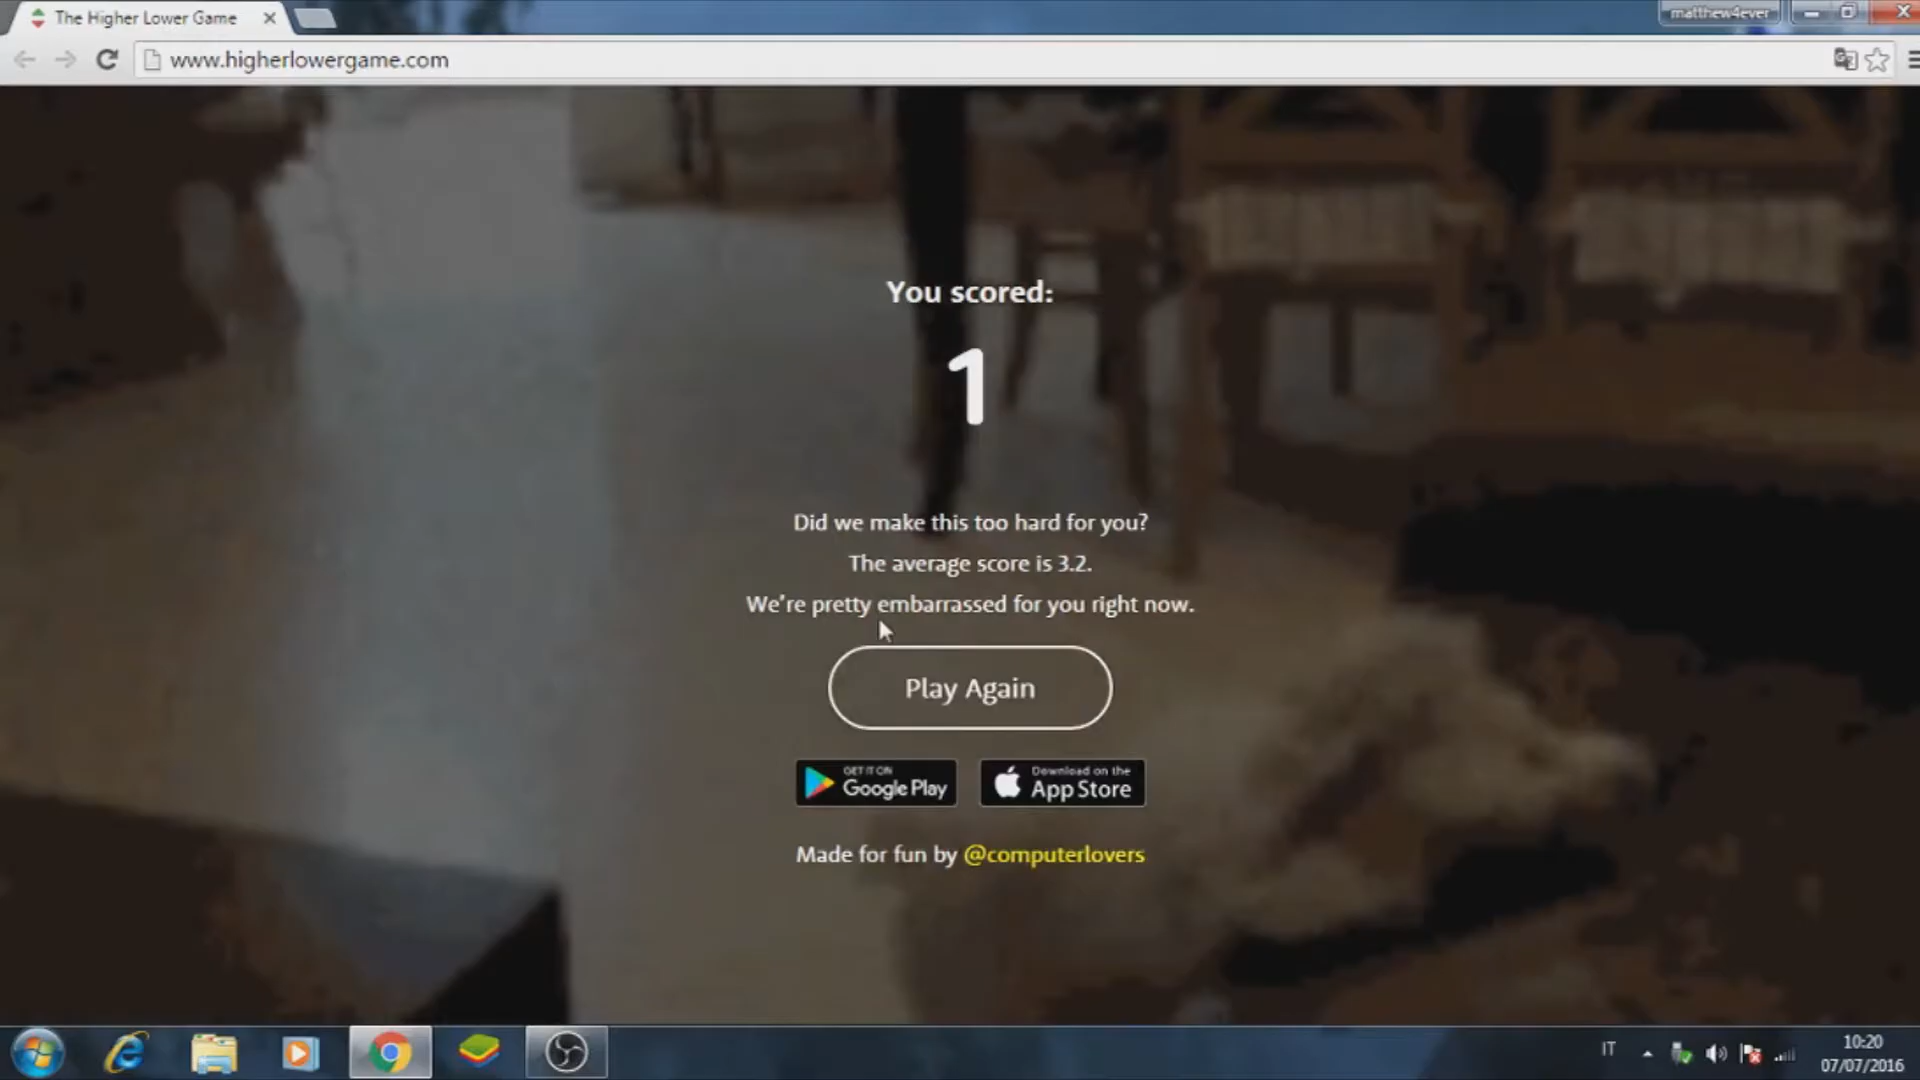 The Higher Lower Game
matthew4ever
www.higherlowergame.com
You scored:
1
Did we make this too hard for you?
The average score is 3.2.
We're pretty embarrassed for you right now.
Play Again
GET IT ON
Google Play
Download on the
App Store
Made for fun by @computerlovers
IT
10:20
07/07/2016